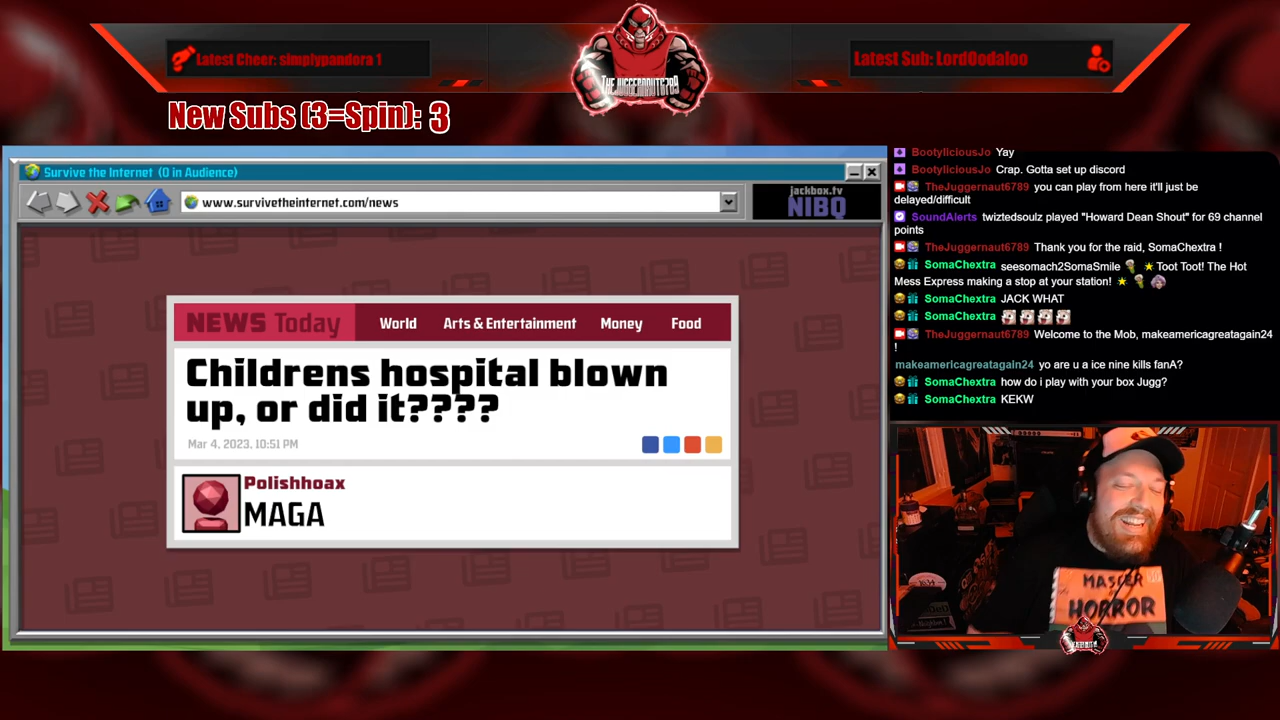 Latest Cheer: simplypandora 1
THEJUGGERNAUT6789
Latest Sub: LordOodaloo
New Subs (3=Spin): 3
Survive the Internet (0 in Audience)
www.survivetheinternet.com/news
jackbox.tv
NIBQ
NEWS Today
World
Arts & Entertainment
Money
Food
Childrens hospital blown
up, or did it????
Mar 4, 2023, 10:51 PM
Polishhoax
MAGA
BootyliciousJo Yay
BootyliciousJo Crap. Gotta set up discord
TheJuggernaut6789 you can play from here it'll just be
delayed/difficult
SoundAlerts twiztedsoulz played "Howard Dean Shout" for 69 channel
points
TheJuggernaut6789 Thank you for the raid, SomaChextra !
SomaChextra seesomach2SomaSmile Toot Toot! The Hot
Mess Express making a stop at your station!
SomaChextra JACK WHAT
SomaChextra
TheJuggernaut6789 Welcome to the Mob, makeamericagreatagain24
!
makeamericagreatagain24 yo are u a ice nine kills fanA?
SomaChextra how do i play with your box Jugg?
SomaChextra KEKW
MASTER
HORROR